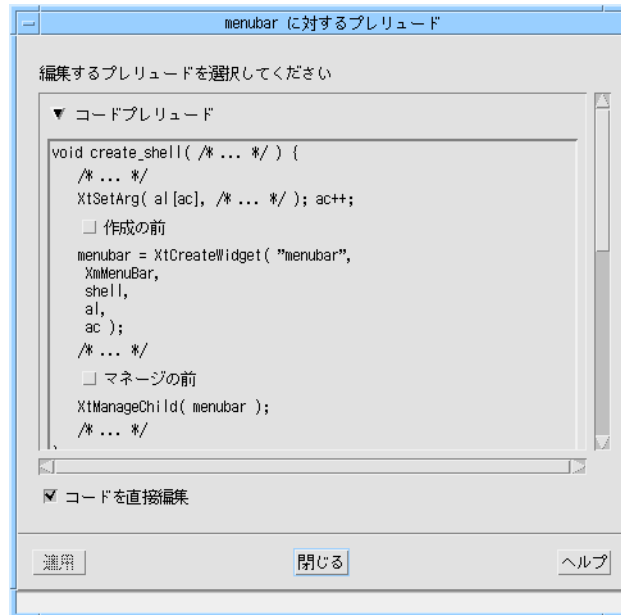 menubar に対するプレリュード
編集するプレリュードを選択してください
▼ コードプレリュード
void create_shell( /* ... */ ) {
/* ... */
XtSetArg( al[ac], /* ... */ ); ac++;
作成の前
menubar = XtCreateWidget( "menubar",
XmMenuBar,
shell,
al,
ac );
/* ... */
マネージの前
XtManageChild( menubar );
/* ... */
コードを直接編集
適用
閉じる
ヘルプ